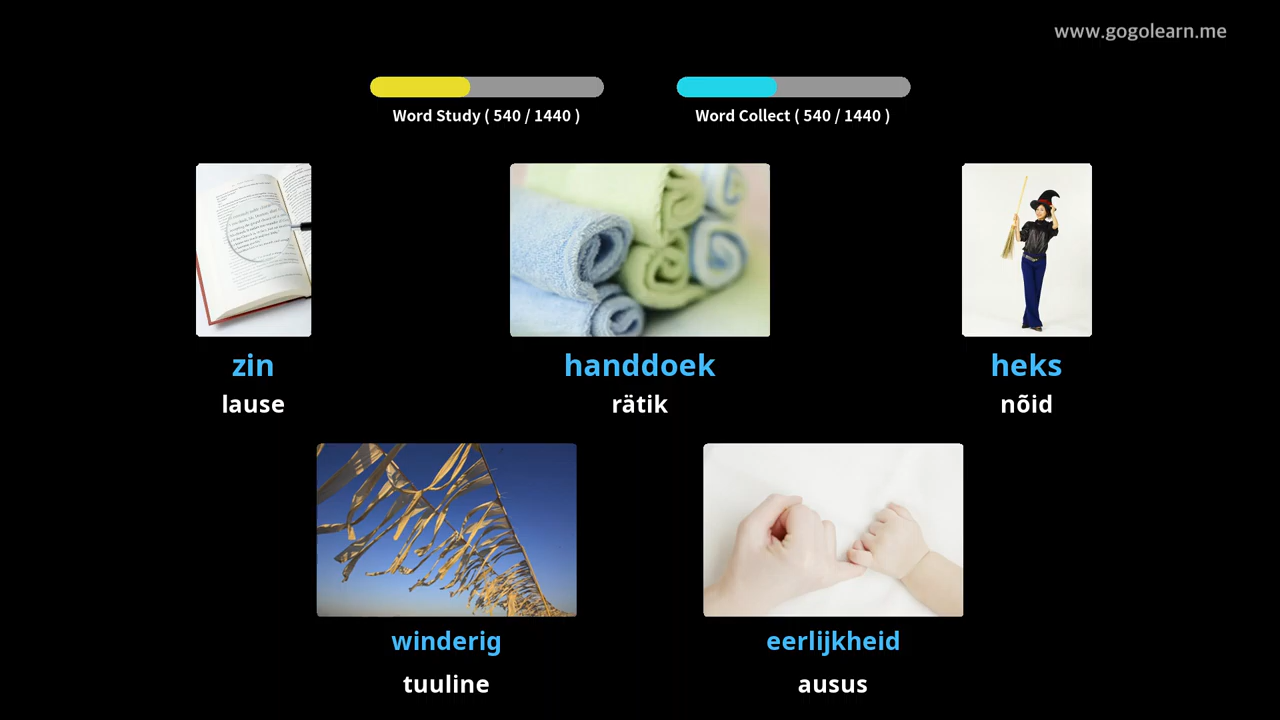 www.gogolearn.me
Word Study ( 540 / 1440 )
Word Collect ( 540 / 1440 )
zin
lause
handdoek
rätik
heks
nõid
winderig
tuuline
eerlijkheid
ausus